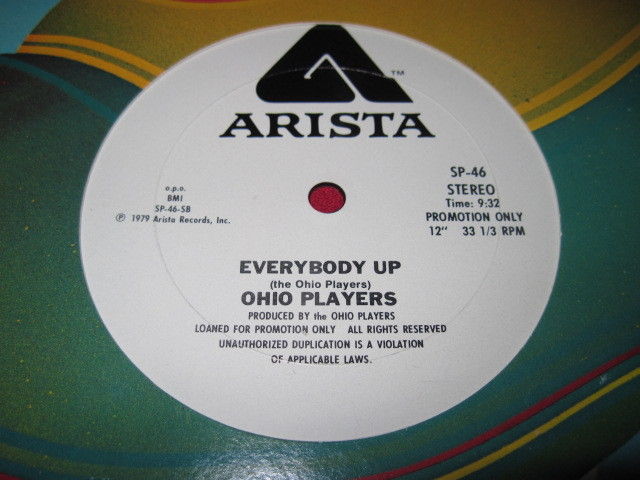 ™
ARISTA
SP-46
STEREO
Time: 9:32
PROMOTION ONLY
12" 33 1/3 RPM
o.p.o.
BMI
SP-46-SB
℗ 1979 Arista Records, Inc.
EVERYBODY UP
(the Ohio Players)
OHIO PLAYERS
PRODUCED BY the OHIO PLAYERS
LOANED FOR PROMOTION ONLY ALL RIGHTS RESERVED
UNAUTHORIZED DUPLICATION IS A VIOLATION
OF APPLICABLE LAWS.